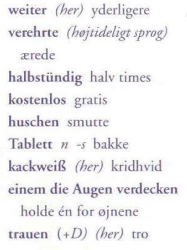 weiter (her) yderligere
verehrte (højtideligt sprog)
ærede
halbstündig halv times
kostenlos gratis
huschen smutte
Tablett n -s bakke
kackweiß (her) kridhvid
einem die Augen verdecken
holde én for øjnene
trauen (+D) (her) tro